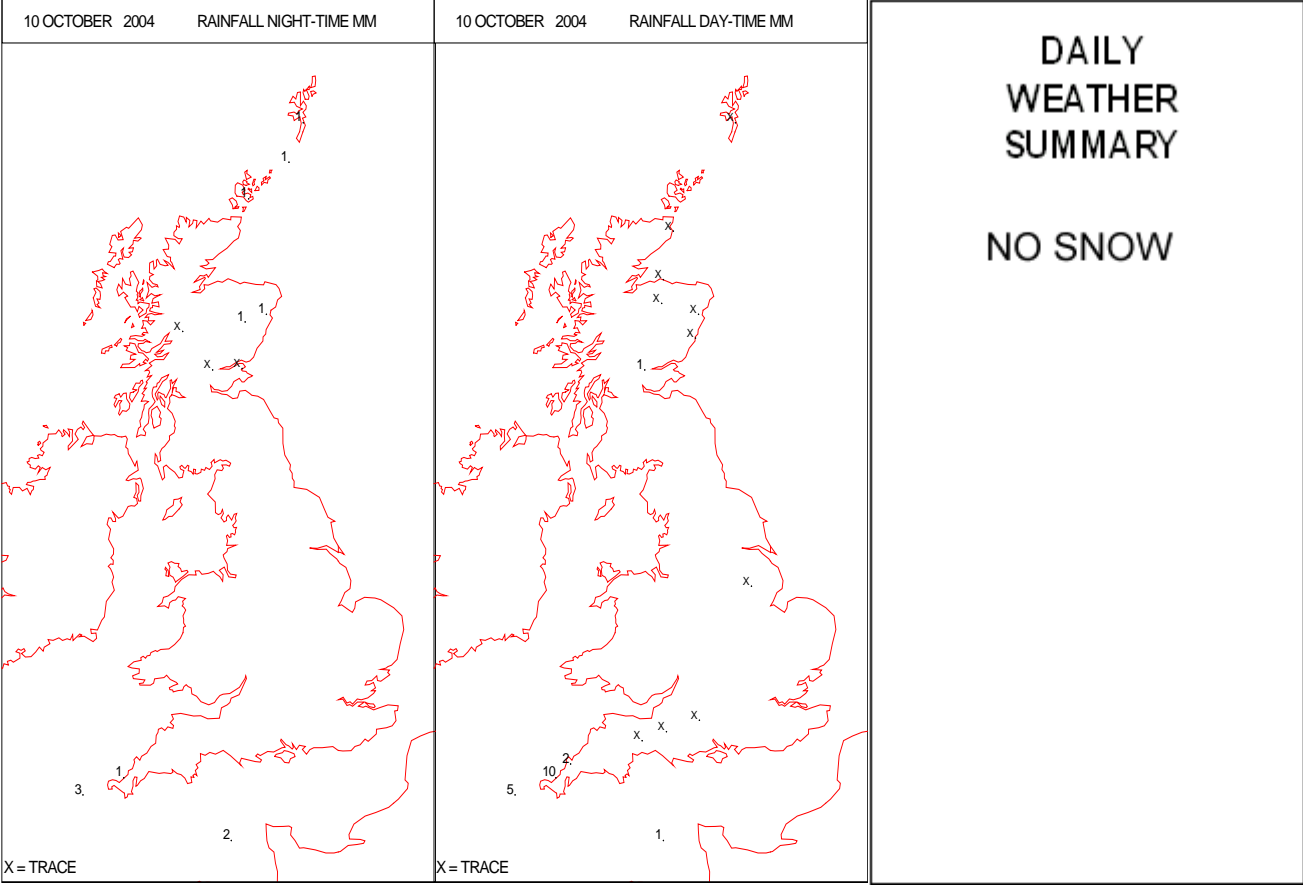 10 OCTOBER 2004 RAINFALL NIGHT-TIME MM
1
1.
1.
1.
1.
X.
X.
X.
1.
3.
2.
X = TRACE
10 OCTOBER 2004 RAINFALL DAY-TIME MM
X.
X.
X.
X.
X.
X.
1.
X.
X.
X.
X.
2.
10.
5.
1.
X = TRACE
DAILY
WEATHER
SUMMARY
NO SNOW